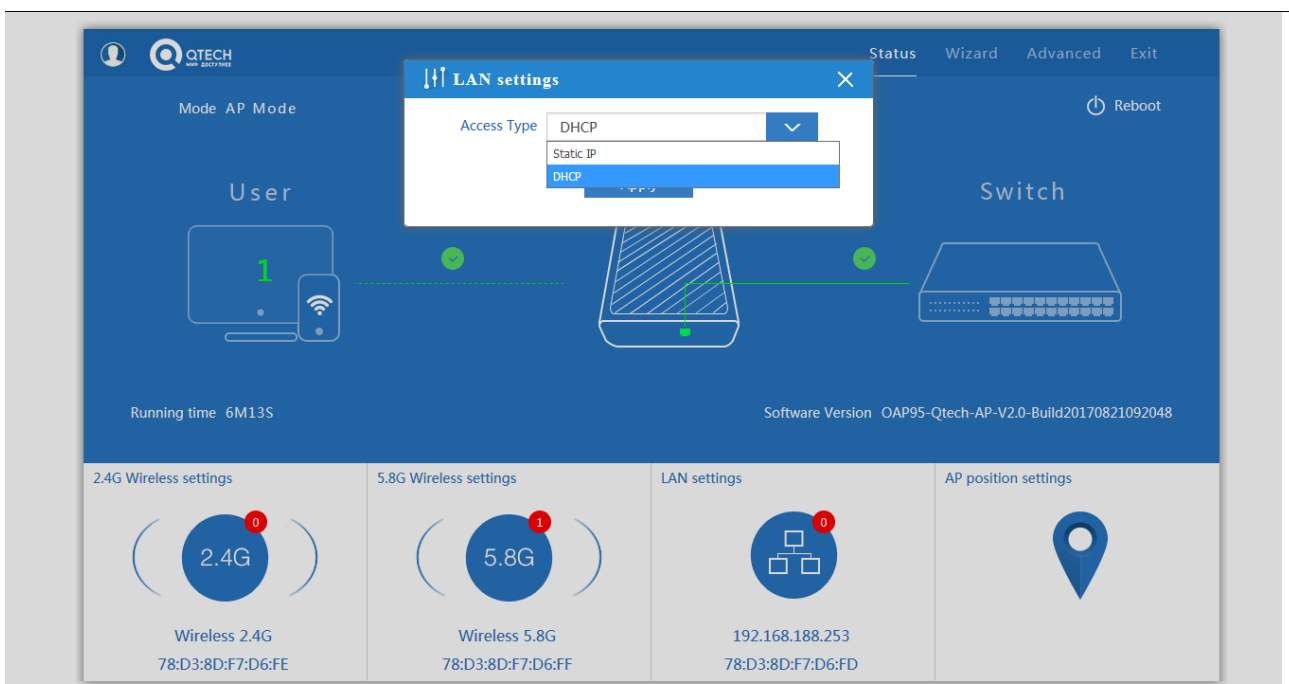 QTECH
МИР ДОСТУПНЕЕ
Status Wizard Advanced Exit
LAN settings
Mode AP Mode
Reboot
Access Type DHCP
Static IP
DHCP
User
Switch
1
Running time 6M13S
Software Version OAP95-Qtech-AP-V2.0-Build20170821092048
2.4G Wireless settings
5.8G Wireless settings
LAN settings
AP position settings
0
2.4G
1
5.8G
0
Wireless 2.4G
78:D3:8D:F7:D6:FE
Wireless 5.8G
78:D3:8D:F7:D6:FF
192.168.188.253
78:D3:8D:F7:D6:FD